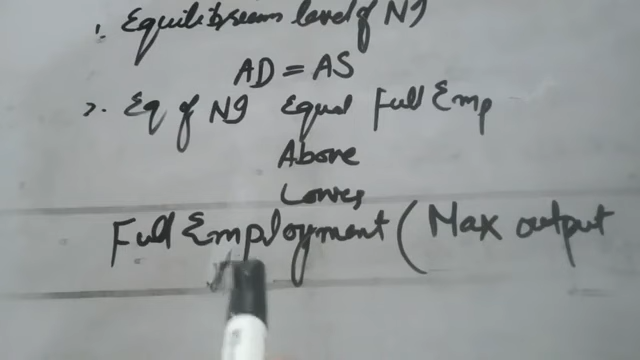 1. Equilibrium level of NI
AD = AS
2. Eq of NI Equal Full Emp
Above
Lower
Full Employment (Max output